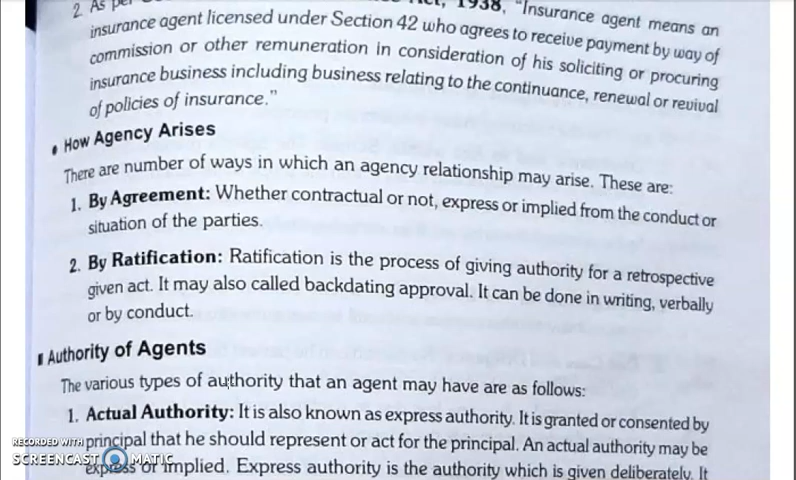 2. As per Act, 1938, "Insurance agent means an
insurance agent licensed under Section 42 who agrees to receive payment by way of
commission or other remuneration in consideration of his soliciting or procuring
insurance business including business relating to the continuance, renewal or revival
of policies of insurance."
• How Agency Arises
There are number of ways in which an agency relationship may arise. These are:
1. By Agreement: Whether contractual or not, express or implied from the conduct or
situation of the parties.
2. By Ratification: Ratification is the process of giving authority for a retrospective
given act. It may also called backdating approval. It can be done in writing, verbally
or by conduct.
Authority of Agents
The various types of authority that an agent may have are as follows:
1. Actual Authority: It is also known as express authority. It is granted or consented by
principal that he should represent or act for the principal. An actual authority may be
express or implied. Express authority is the authority which is given deliberately. It
RECORDED WITH
SCREENCAST MATIC